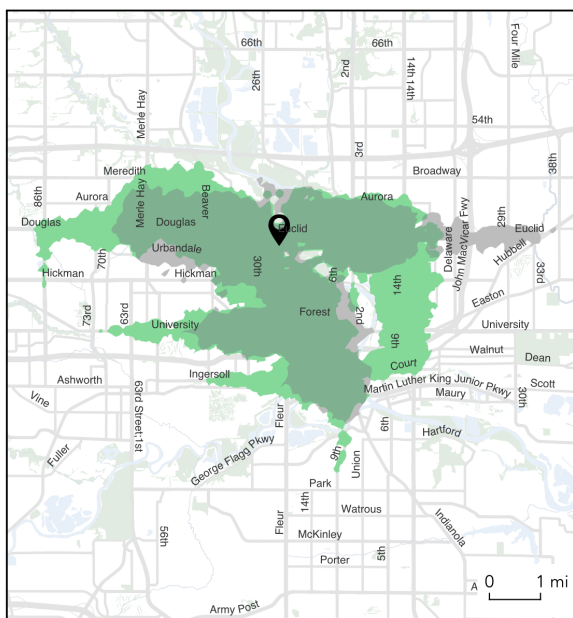 66th
66th
26th
2nd
14th 14th
Four Mile
54th
Merle Hay
3rd
38th
Meredith
Broadway
86th
Aurora
Beaver
Aurora
Merle Hay
Douglas
Douglas
Euclid
Delaware
John MacVicar Fwy
29th
Euclid
Urbandale
Hubbell
70th
30th
6th
Hickman
Hickman
14th
33rd
Easton
73rd
63rd
University
Forest
2nd
9th
University
Walnut
Dean
Court
Ashworth
Ingersoll
Martin Luther King Junior Pkwy
Scott
Maury
30th
Vine
63rd Street;1st
Fleur
6th
Hartford
Fuller
George Flagg Pkwy
9th
Union
Park
14th
Watrous
Indianola
56th
Fleur
McKinley
5th
Porter
A
0 1 mi
Army Post